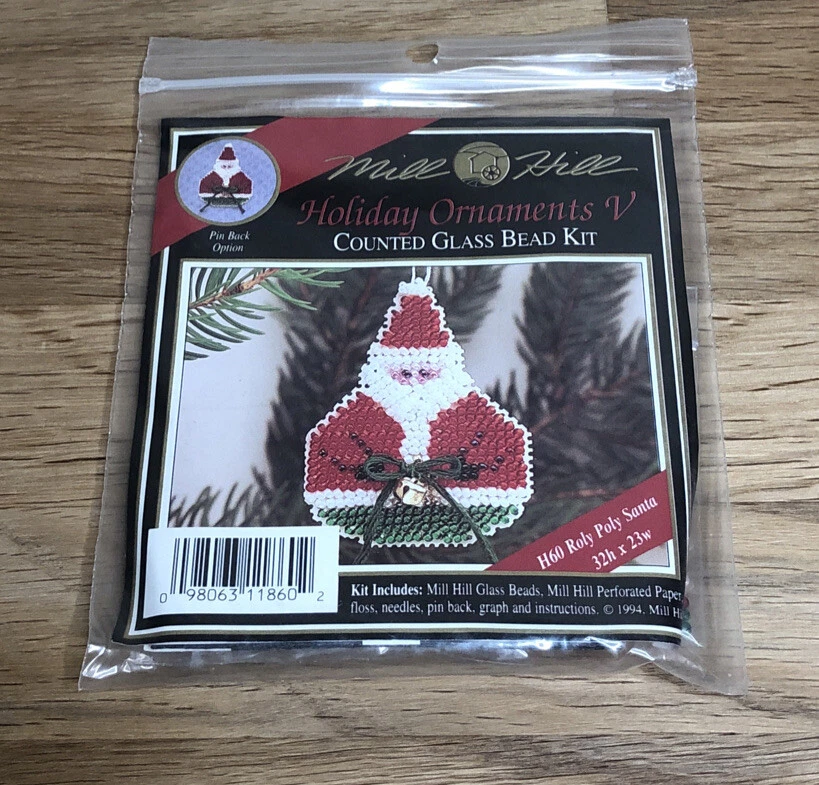 Mill Hill
Holiday Ornaments V
COUNTED GLASS BEAD KIT
Pin Back
Option
H60 Roly Poly Santa
32h x 23w
0 98063 11860 2
Kit Includes: Mill Hill Glass Beads, Mill Hill Perforated Paper,
floss, needles, pin back, graph and instructions. © 1994, Mill